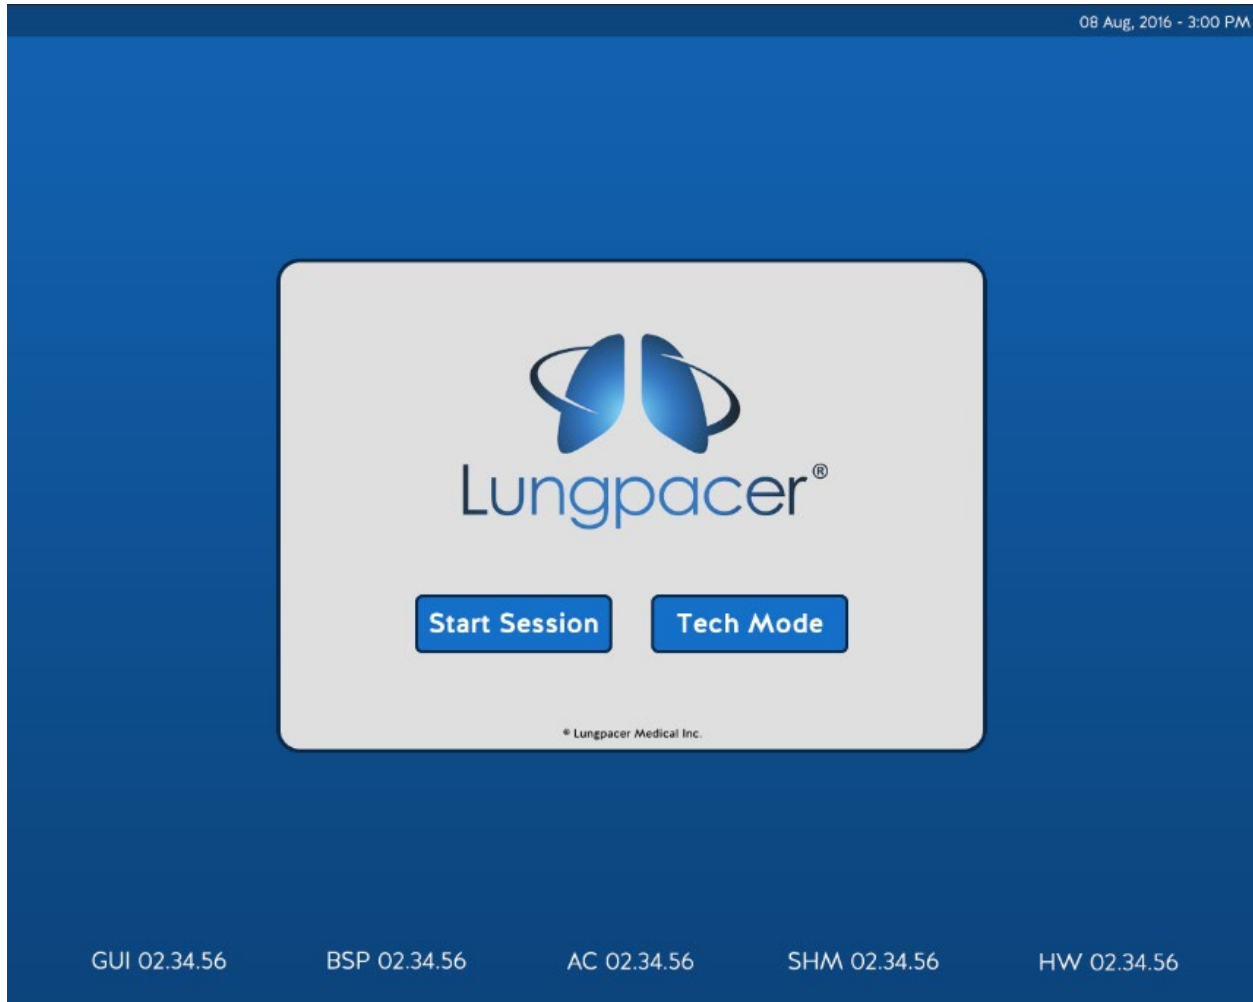 08 Aug, 2016 - 3:00 PM
Lungpacer®
Start Session Tech Mode
© Lungpacer Medical Inc.
GUI 02.34.56 BSP 02.34.56 AC 02.34.56 SHM 02.34.56 HW 02.34.56